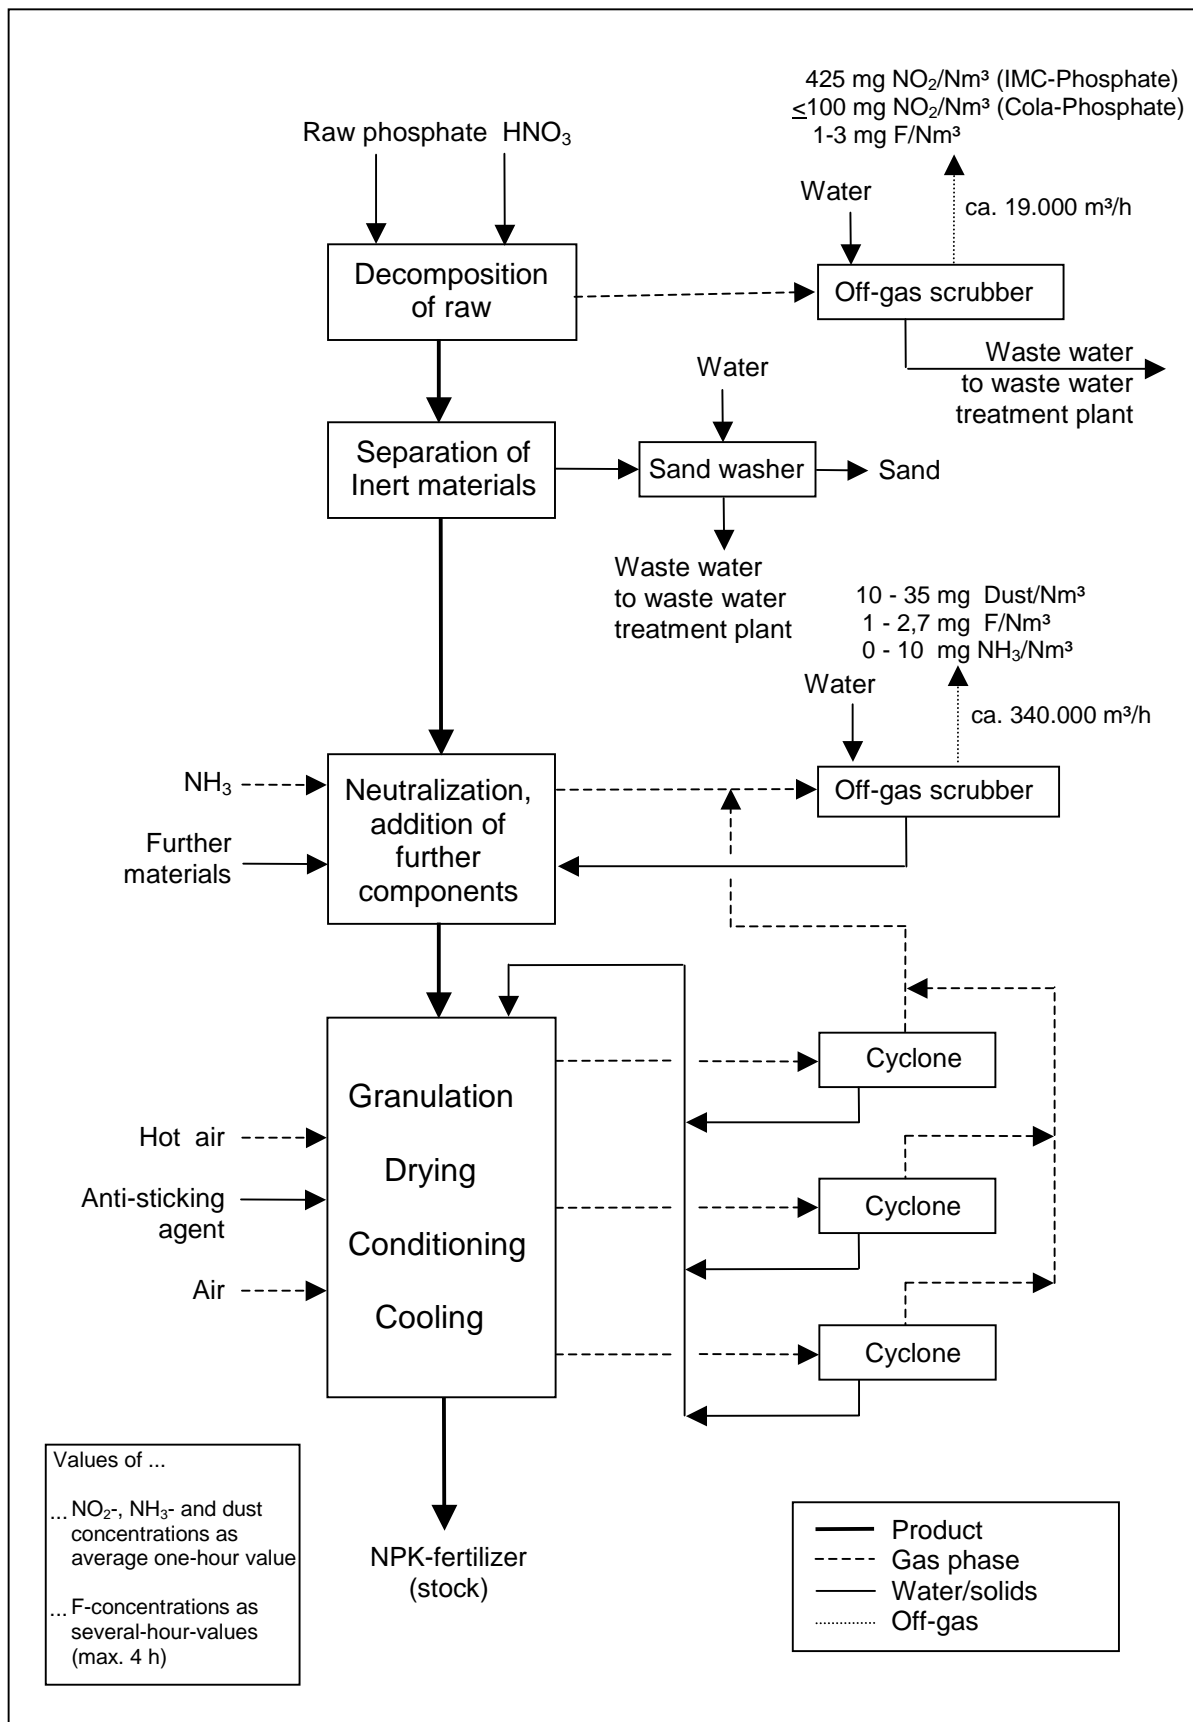 425 mg NO₂/Nm³ (IMC-Phosphate)
≤100 mg NO₂/Nm³ (Cola-Phosphate)
1-3 mg F/Nm³
Raw phosphate HNO₃
Water
ca. 19.000 m³/h
Decomposition
of raw
Off-gas scrubber
Waste water
to waste water
treatment plant
Water
Separation of
Inert materials
Sand washer
Sand
Waste water
to waste water
treatment plant
10 - 35 mg Dust/Nm³
1 - 2,7 mg F/Nm³
0 - 10 mg NH₃/Nm³
Water
ca. 340.000 m³/h
NH₃
Neutralization,
addition of
further
components
Off-gas scrubber
Further
materials
Cyclone
Granulation
Hot air
Drying
Anti-sticking
agent
Cyclone
Conditioning
Air
Cooling
Cyclone
Values of ...
... NO₂-, NH₃- and dust
concentrations as
average one-hour value
... F-concentrations as
several-hour-values
(max. 4 h)
NPK-fertilizer
(stock)
Product
Gas phase
Water/solids
Off-gas